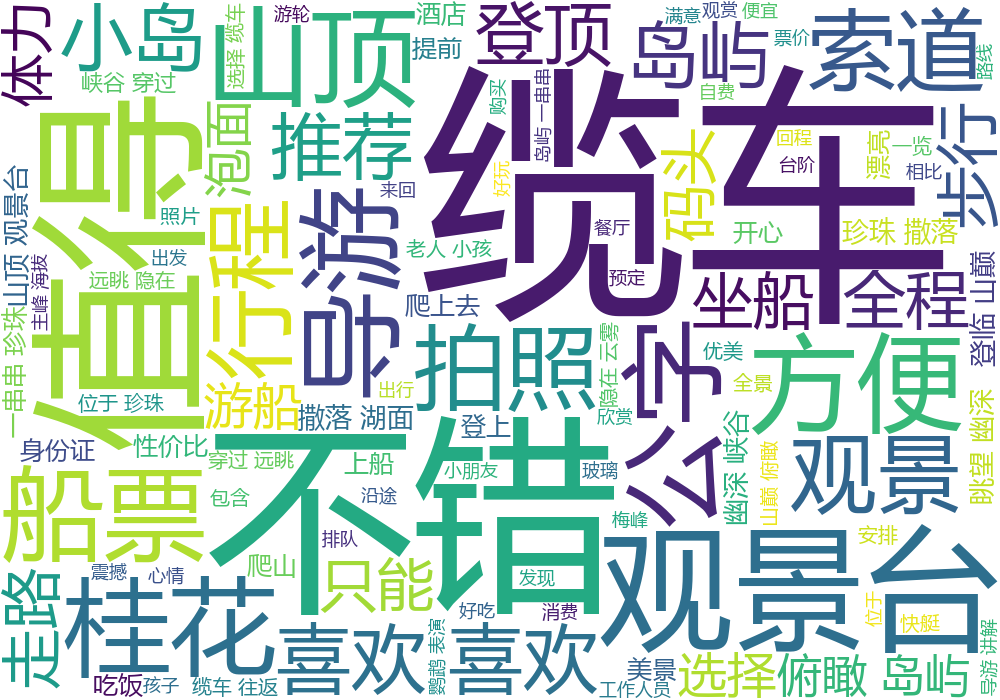 体力
小岛
山顶
酒店
提前
游轮
选择 缆车
登顶
满意
观赏
便宜
岛屿
票价
索道
路线
峡谷 穿过
泡面
推荐
购买
岛屿 一串串
自费
缆车
值得
码头
回程
台阶
漂亮
一览
相比
步行
山顶 观景台
照片
来回
好玩
导游
行程
老人 小孩
餐厅
开心
珍珠 撒落
远眺 隐在
出发
主峰 海拔
爬上去
预定
坐船
全程
登临 山巅
一串串 珍珠
位于 珍珠
出行
拍照
隐在 云雾
公字
优美
全景
方便
游船
撒落 湖面
登上
欣赏
身份证
性价比
不错
幽深 峡谷
山巅 俯瞰
观景
眺望 幽深
船票
穿过 远眺
上船
小朋友
玻璃
包含
沿途
梅峰
排队
安排
观景台
走路
震撼
心情
爬山
只能
发现
桂花
喜欢
好吃
消费
喜欢
鹦鹉 表演
位于
快艇
吃饭
孩子
缆车 往返
美景
工作人员
选择
俯瞰 岛屿
导游 讲解